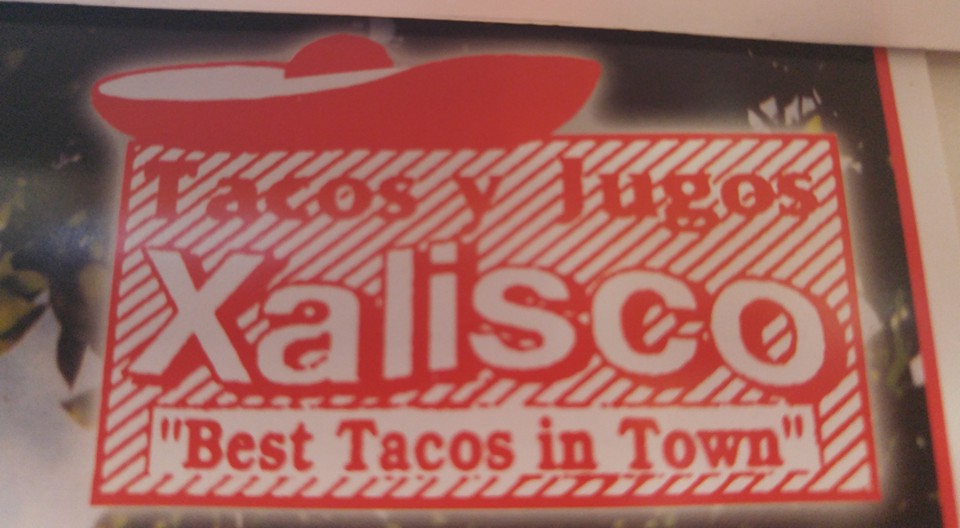 Tacos y Jugos
Xalisco
"Best Tacos in Town"